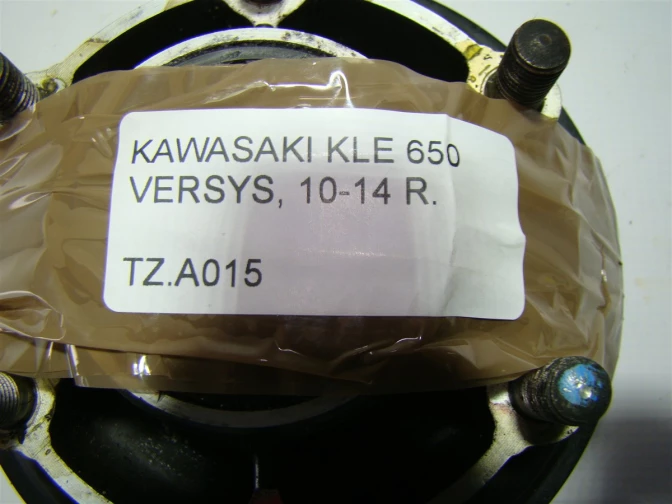 KAWASAKI KLE 650
VERSYS, 10-14 R.
TZ.A015